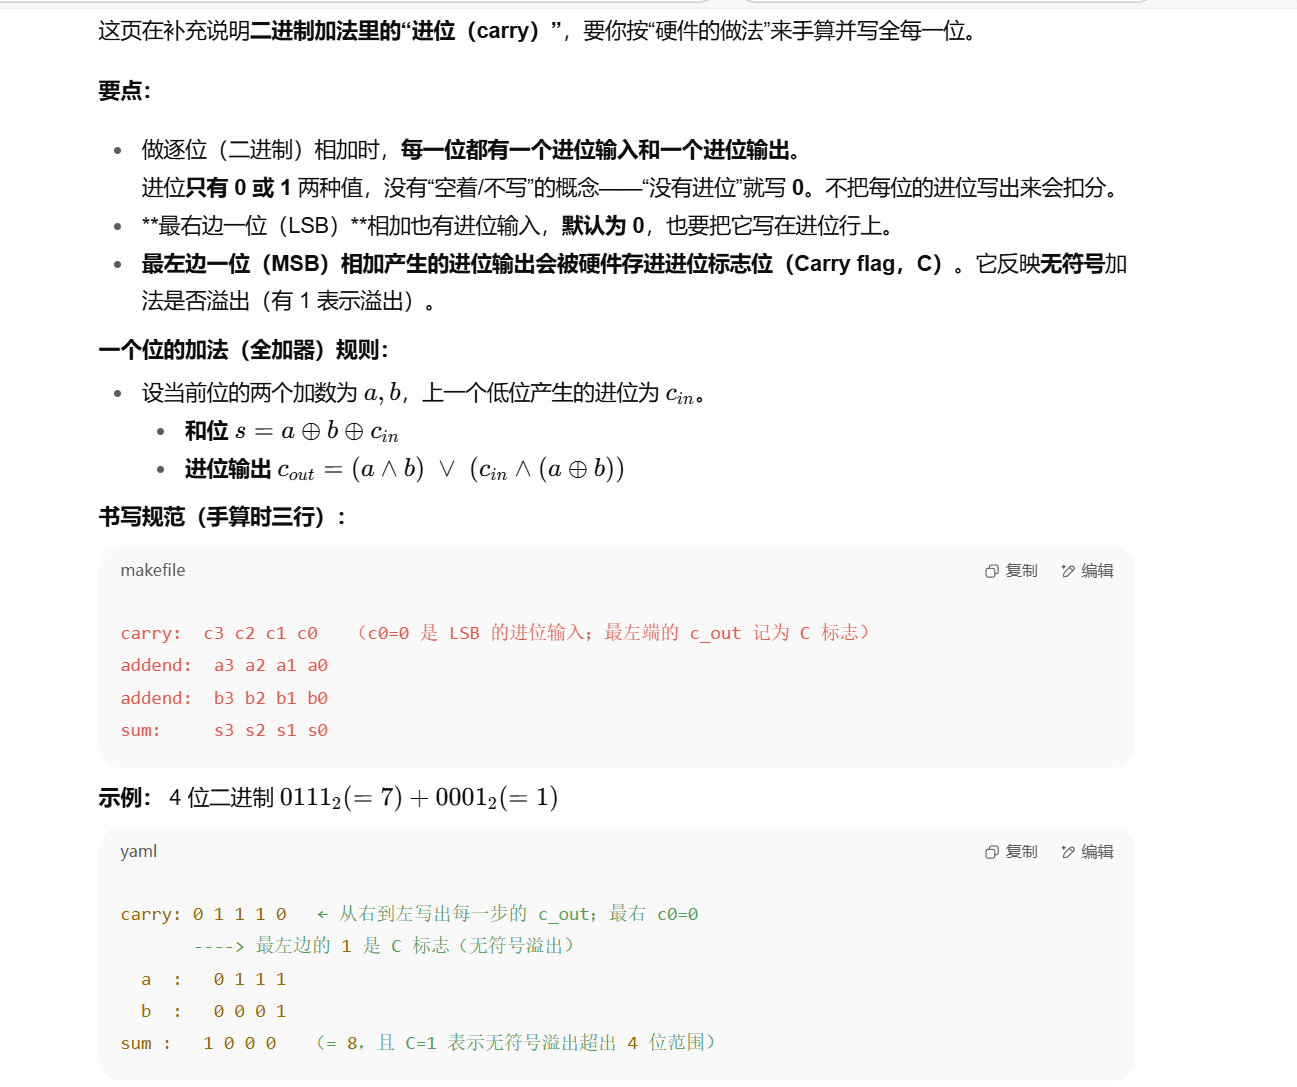 这页在补充说明二进制加法里的“进位（carry）”，要你按“硬件的做法”来手算并写全每一位。
要点：
做逐位（二进制）相加时，每一位都有一个进位输入和一个进位输出。
进位只有 0 或 1 两种值，没有“空着/不写”的概念——“没有进位”就写 0。不把每位的进位写出来会扣分。
**最右边一位（LSB）**相加也有进位输入，默认为 0，也要把它写在进位行上。
最左边一位（MSB）相加产生的进位输出会被硬件存进进位标志位（Carry flag，C）。它反映无符号加
法是否溢出（有 1 表示溢出）。
一个位的加法（全加器）规则：
设当前位的两个加数为 a, b，上一个低位产生的进位为 c_in。
和位 s = a ⊕ b ⊕ c_in
进位输出 c_out = (a ∧ b) ∨ (c_in ∧ (a ⊕ b))
书写规范（手算时三行）：
makefile 复制 编辑
carry: c3 c2 c1 c0 （c0=0 是 LSB 的进位输入；最左端的 c_out 记为 C 标志）
addend: a3 a2 a1 a0
addend: b3 b2 b1 b0
sum: s3 s2 s1 s0
示例： 4 位二进制 0111₂(= 7) + 0001₂(= 1)
yaml 复制 编辑
carry: 0 1 1 1 0 ← 从右到左写出每一步的 c_out；最右 c0=0
----> 最左边的 1 是 C 标志（无符号溢出）
a : 0 1 1 1
b : 0 0 0 1
sum : 1 0 0 0 （= 8，且 C=1 表示无符号溢出超出 4 位范围）